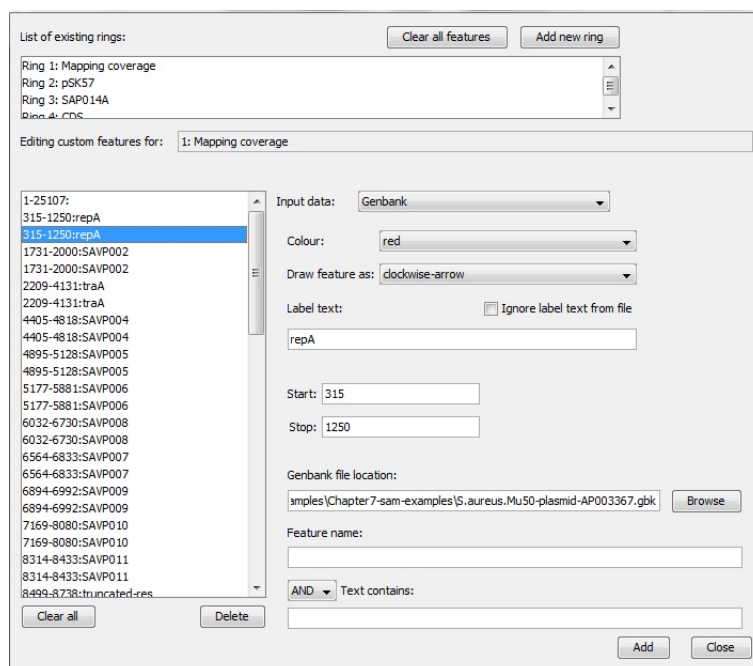 List of existing rings:
Clear all features
Add new ring
Ring 1: Mapping coverage
Ring 2: pSK57
Ring 3: SAP014A
Ring 4: CDS
Editing custom features for:
1: Mapping coverage
1-25107:
315-1250:repA
315-1250:repA
1731-2000:SAVP002
1731-2000:SAVP002
2209-4131:traA
2209-4131:traA
4405-4818:SAVP004
4405-4818:SAVP004
4895-5128:SAVP005
4895-5128:SAVP005
5177-5881:SAVP006
5177-5881:SAVP006
6032-6730:SAVP008
6032-6730:SAVP008
6564-6833:SAVP007
6564-6833:SAVP007
6894-6992:SAVP009
6894-6992:SAVP009
7169-8080:SAVP010
7169-8080:SAVP010
8314-8433:SAVP011
8314-8433:SAVP011
8499-8738:truncated-res
Clear all
Delete
Input data:
Genbank
Colour:
red
Draw feature as:
clockwise-arrow
Label text:
Ignore label text from file
repA
Start:
315
Stop:
1250
Genbank file location:
amples\Chapter7-sam-examples\S.aureus.Mu50-plasmid-AP003367.gbk
Browse
Feature name:
AND
Text contains:
Add
Close